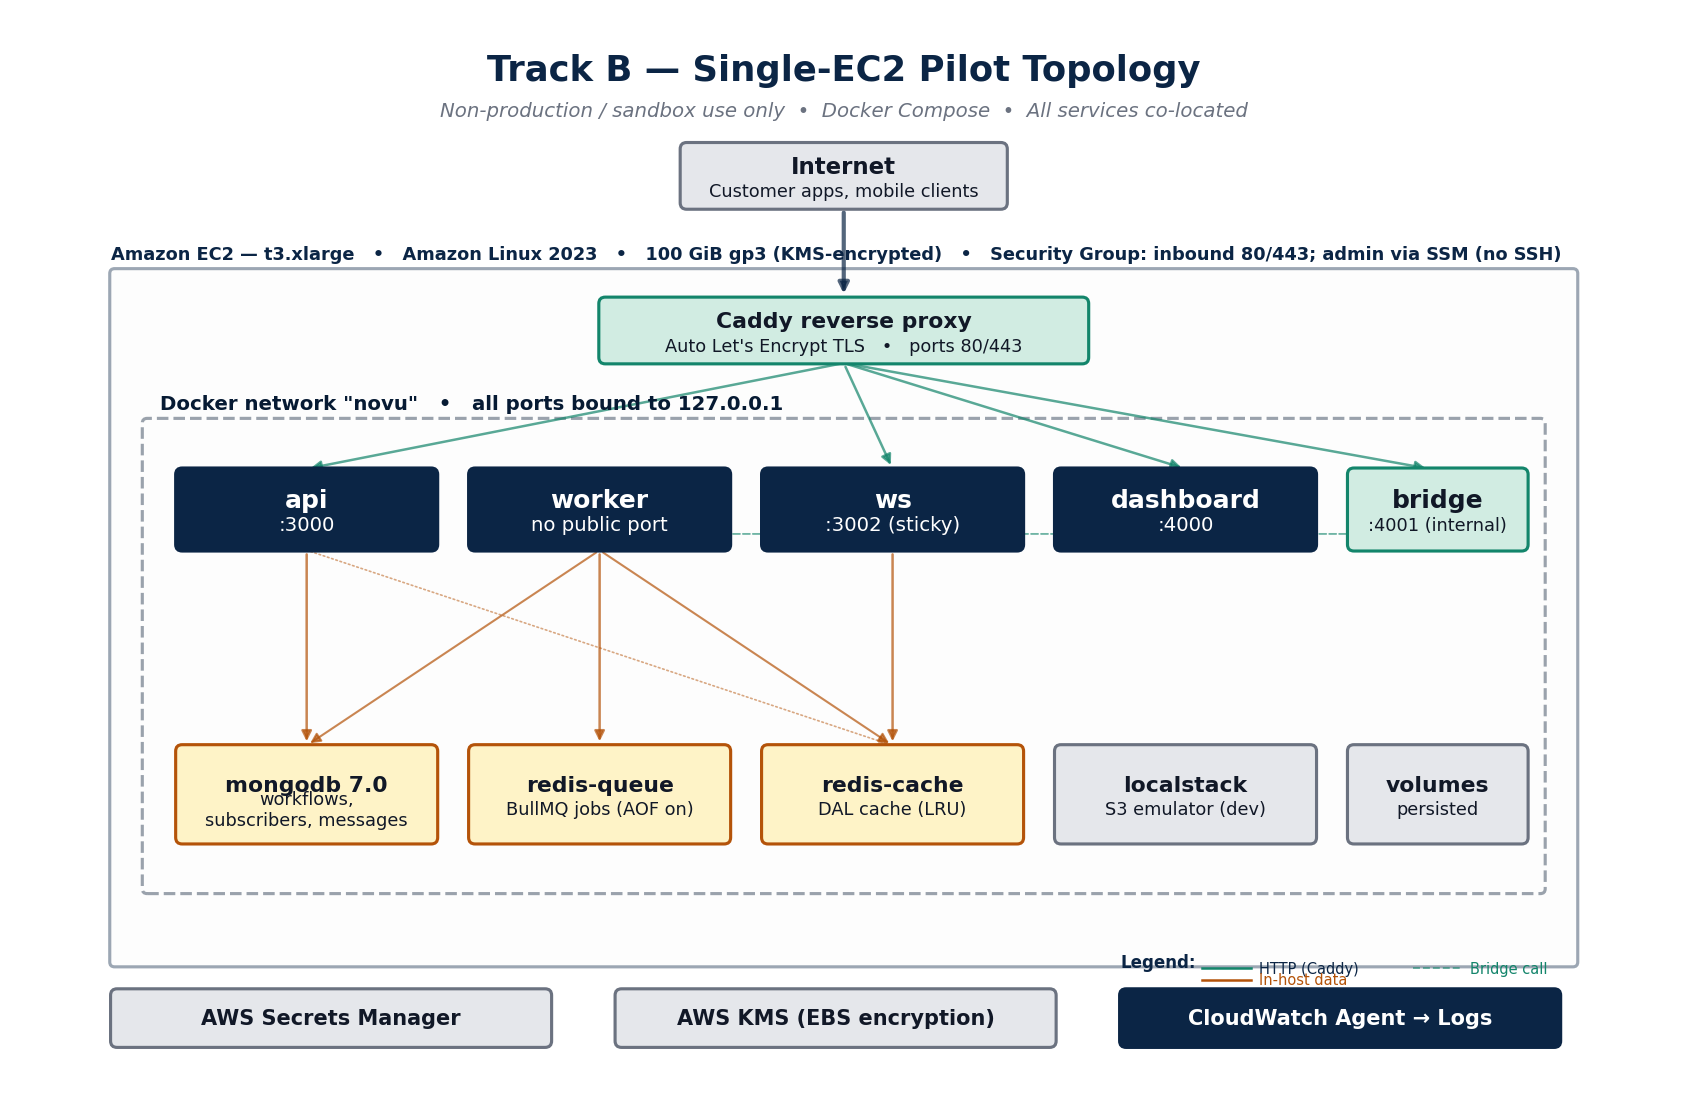 Track B — Single-EC2 Pilot Topology
Non-production / sandbox use only • Docker Compose • All services co-located
Internet
Customer apps, mobile clients
Amazon EC2 — t3.xlarge • Amazon Linux 2023 • 100 GiB gp3 (KMS-encrypted) • Security Group: inbound 80/443; admin via SSM (no SSH)
Caddy reverse proxy
Auto Let's Encrypt TLS • ports 80/443
Docker network "novu" • all ports bound to 127.0.0.1
api
:3000
worker
no public port
ws
:3002 (sticky)
dashboard
:4000
bridge
:4001 (internal)
mongodb 7.0
workflows,
subscribers, messages
redis-queue
BullMQ jobs (AOF on)
redis-cache
DAL cache (LRU)
localstack
S3 emulator (dev)
volumes
persisted
Legend:
HTTP (Caddy)
Bridge call
In-host data
AWS Secrets Manager
AWS KMS (EBS encryption)
CloudWatch Agent → Logs